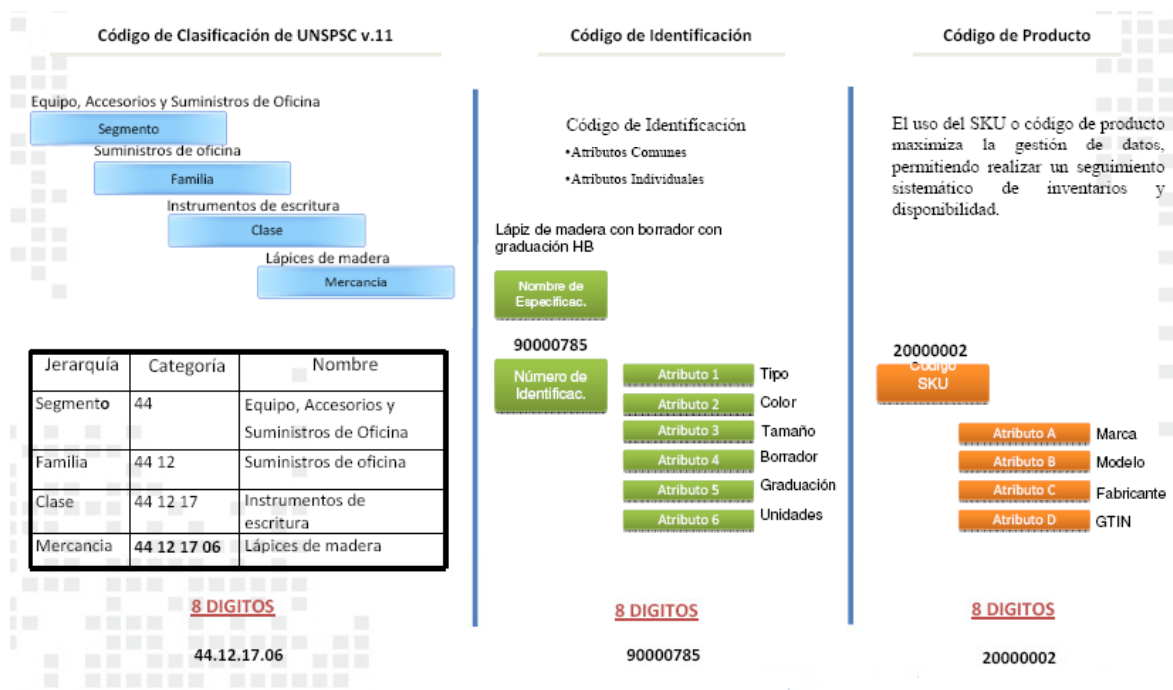 Código de Clasificación de UNSPSC v.11
Equipo, Accesorios y Suministros de Oficina
Segmento
Suministros de oficina
Familia
Instrumentos de escritura
Clase
Lápices de madera
Mercancia
Jerarquía Categoría Nombre
Segmento 44 Equipo, Accesorios y
Suministros de Oficina
Familia 44 12 Suministros de oficina
Clase 44 12 17 Instrumentos de
escritura
Mercancia 44 12 17 06 Lápices de madera
8 DIGITOS
44.12.17.06
Código de Identificación
Código de Identificación
•Atributos Comunes
•Atributos Individuales
Lápiz de madera con borrador con
graduación HB
Nombre de
Especificac.
90000785
Número de
Identificac.
Atributo 1 Tipo
Atributo 2 Color
Atributo 3 Tamaño
Atributo 4 Borrador
Atributo 5 Graduación
Atributo 6 Unidades
8 DIGITOS
90000785
Código de Producto
El uso del SKU o código de producto
maximiza la gestión de datos,
permitiendo realizar un seguimiento
sistemático de inventarios y
disponibilidad.
20000002
Código
SKU
Atributo A Marca
Atributo B Modelo
Atributo C Fabricante
Atributo D GTIN
8 DIGITOS
20000002